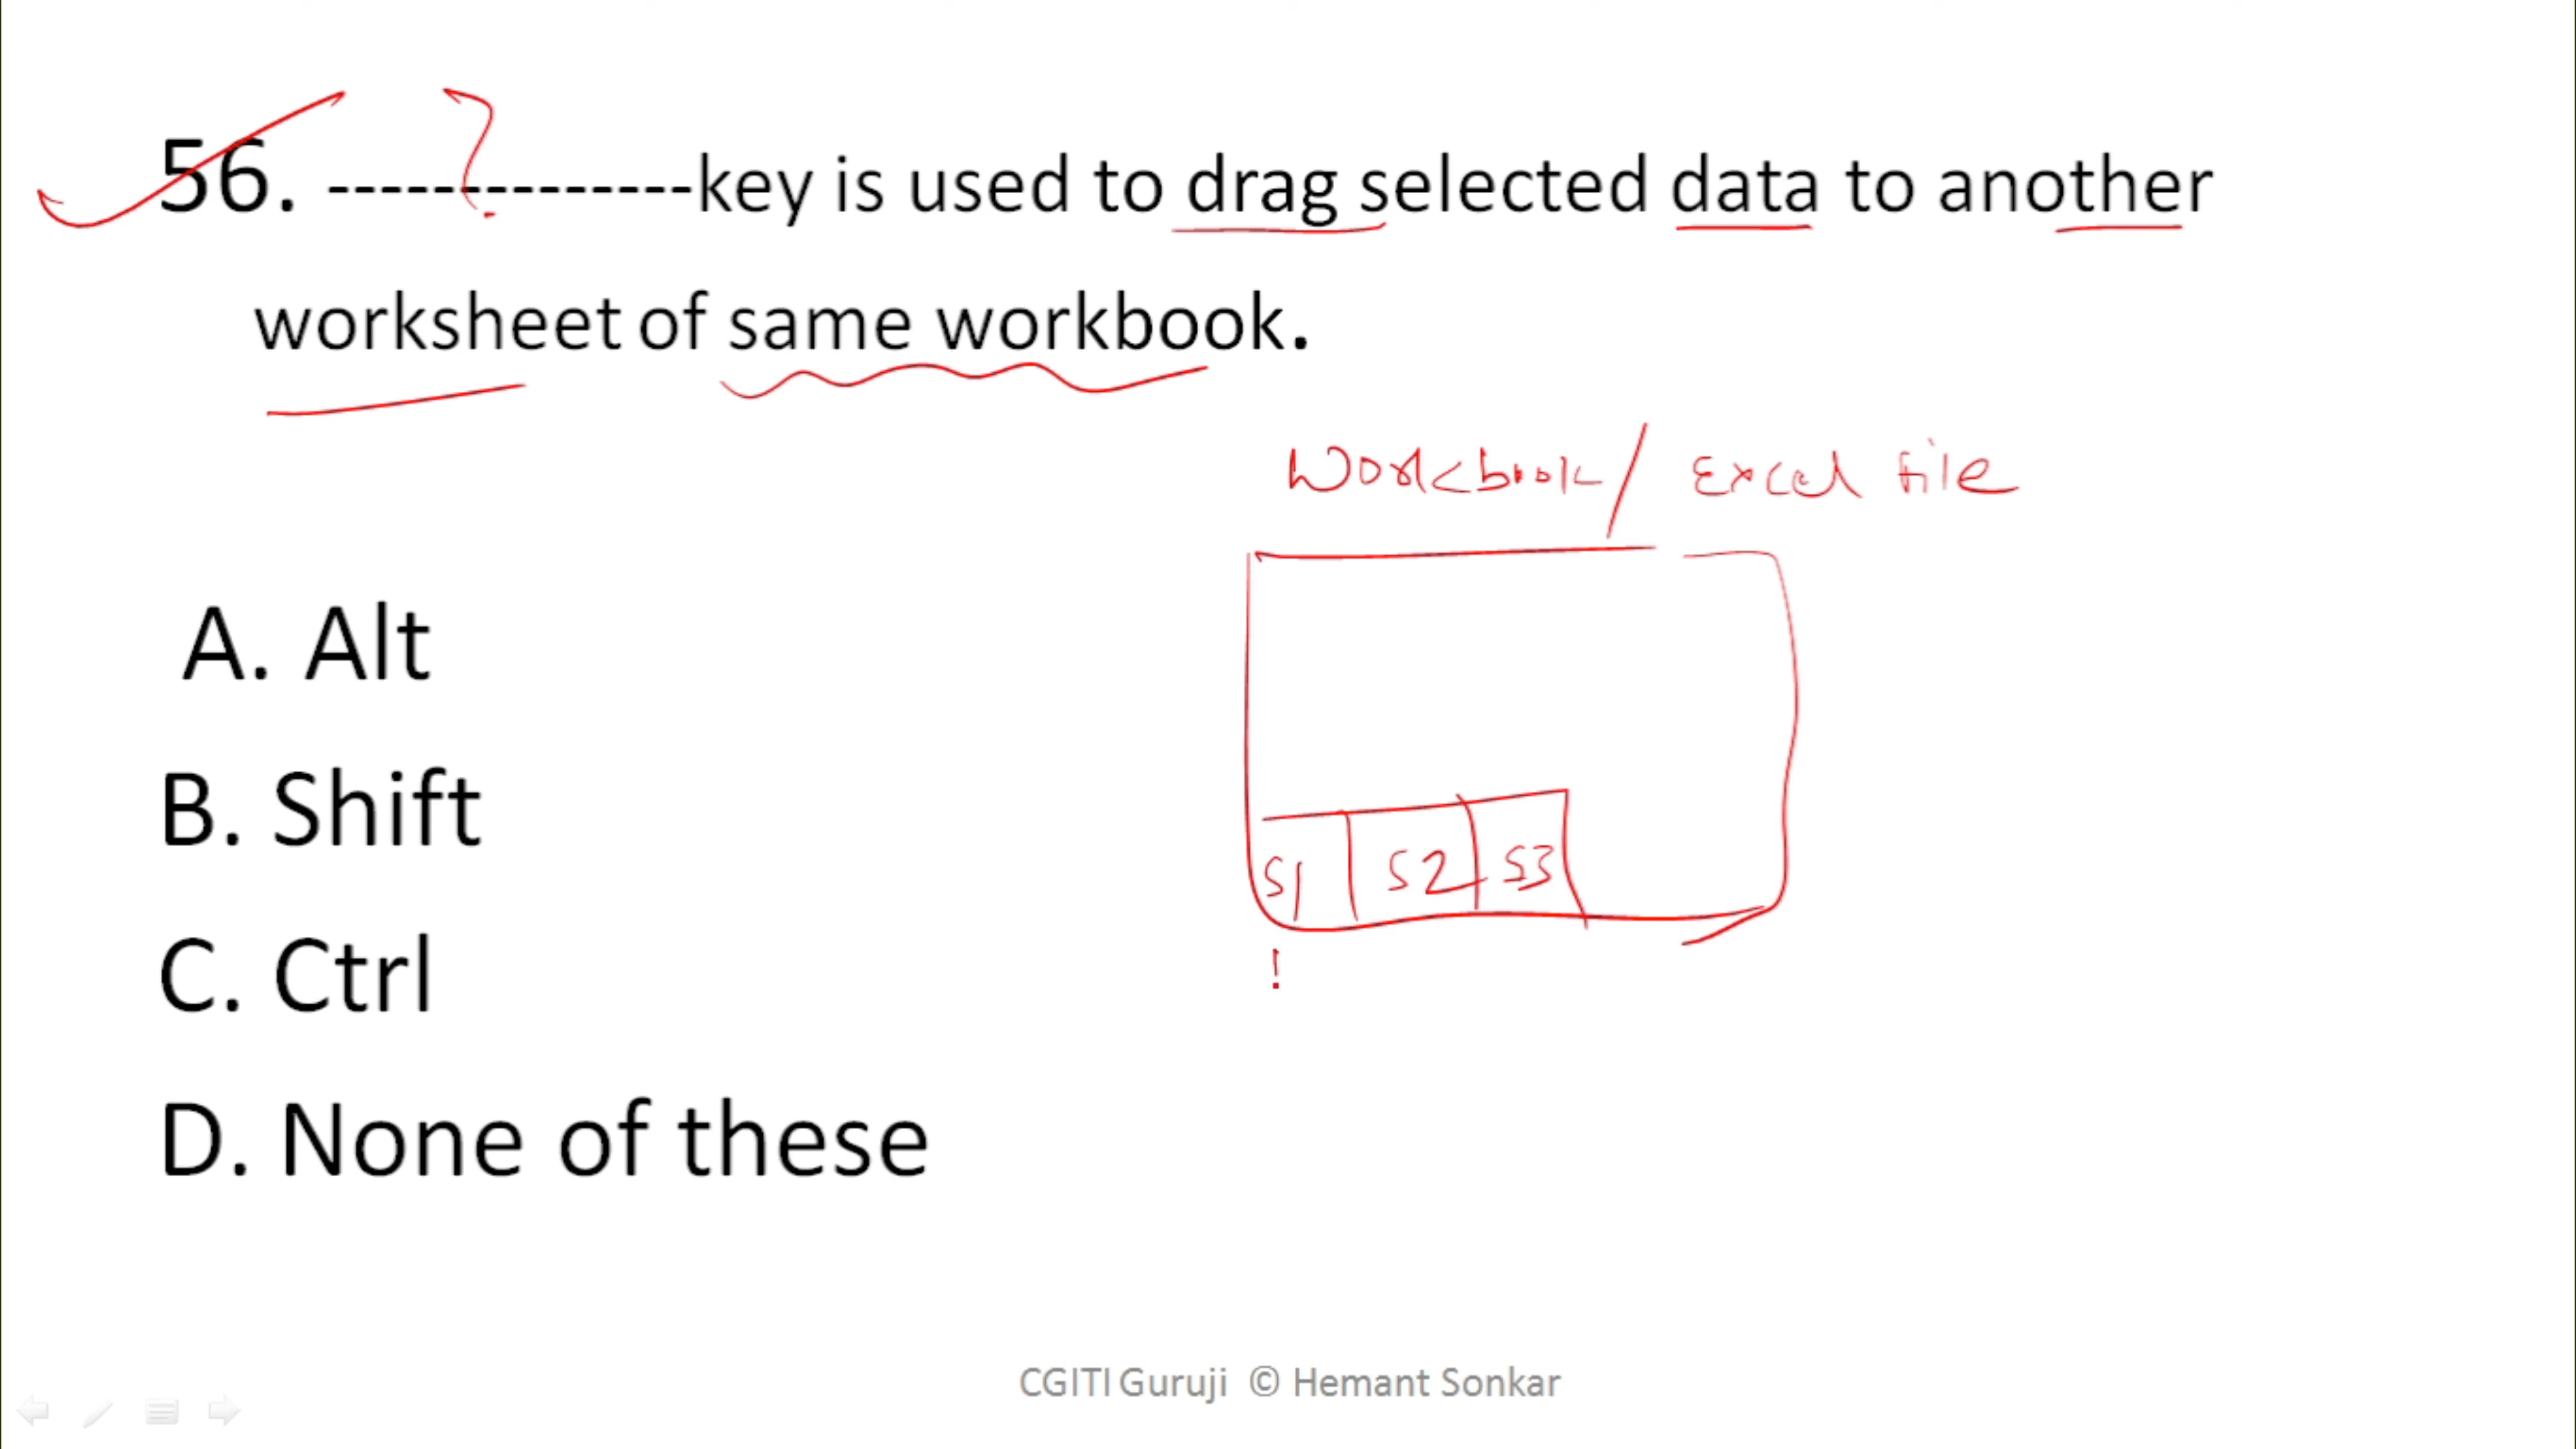 ?
56. --------------key is used to drag selected data to another
worksheet of same workbook.
Workbook / Excel file
A. Alt
B. Shift
S1 S2 S3
C. Ctrl
!
D. None of these
CGITI Guruji © Hemant Sonkar